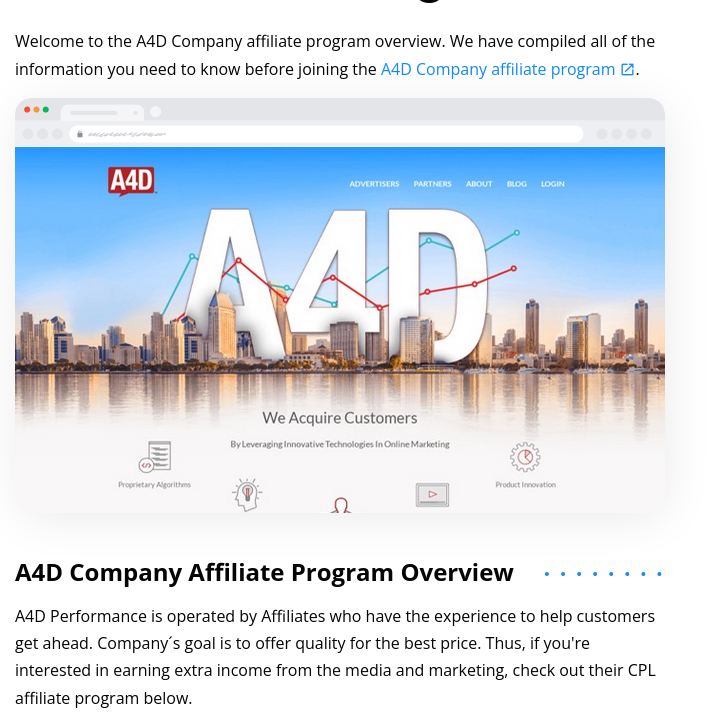 Welcome to the A4D Company affiliate program overview. We have compiled all of the
information you need to know before joining the A4D Company affiliate program.
A4D
ADVERTISERS PARTNERS ABOUT BLOG LOGIN
A4D
We Acquire Customers
By Leveraging Innovative Technologies In Online Marketing
Proprietary Algorithms
Product Innovation
A4D Company Affiliate Program Overview
A4D Performance is operated by Affiliates who have the experience to help customers
get ahead. Company´s goal is to offer quality for the best price. Thus, if you're
interested in earning extra income from the media and marketing, check out their CPL
affiliate program below.